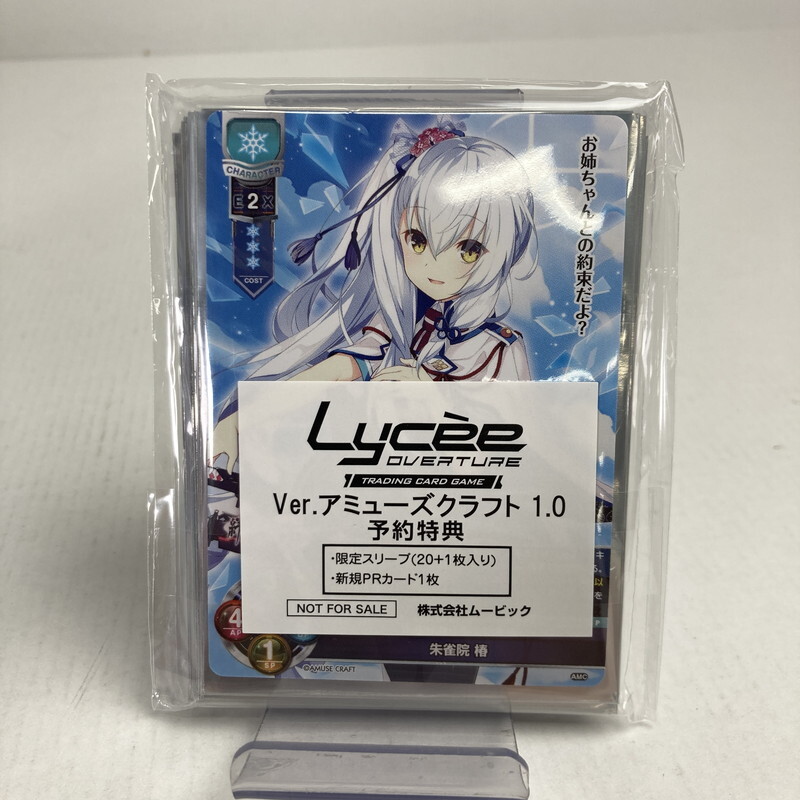 CHARACTER
E 2 X
COST
お姉ちゃんとの約束だよ?
Lycèe
OVERTURE
TRADING CARD GAME
Ver.アミューズクラフト 1.0
予約特典
・限定スリーブ(20+1枚入り)
・新規PRカード1枚
NOT FOR SALE
株式会社ムービック
4
AP
1
SP
朱雀院 椿
©AMUSE CRAFT
AMC